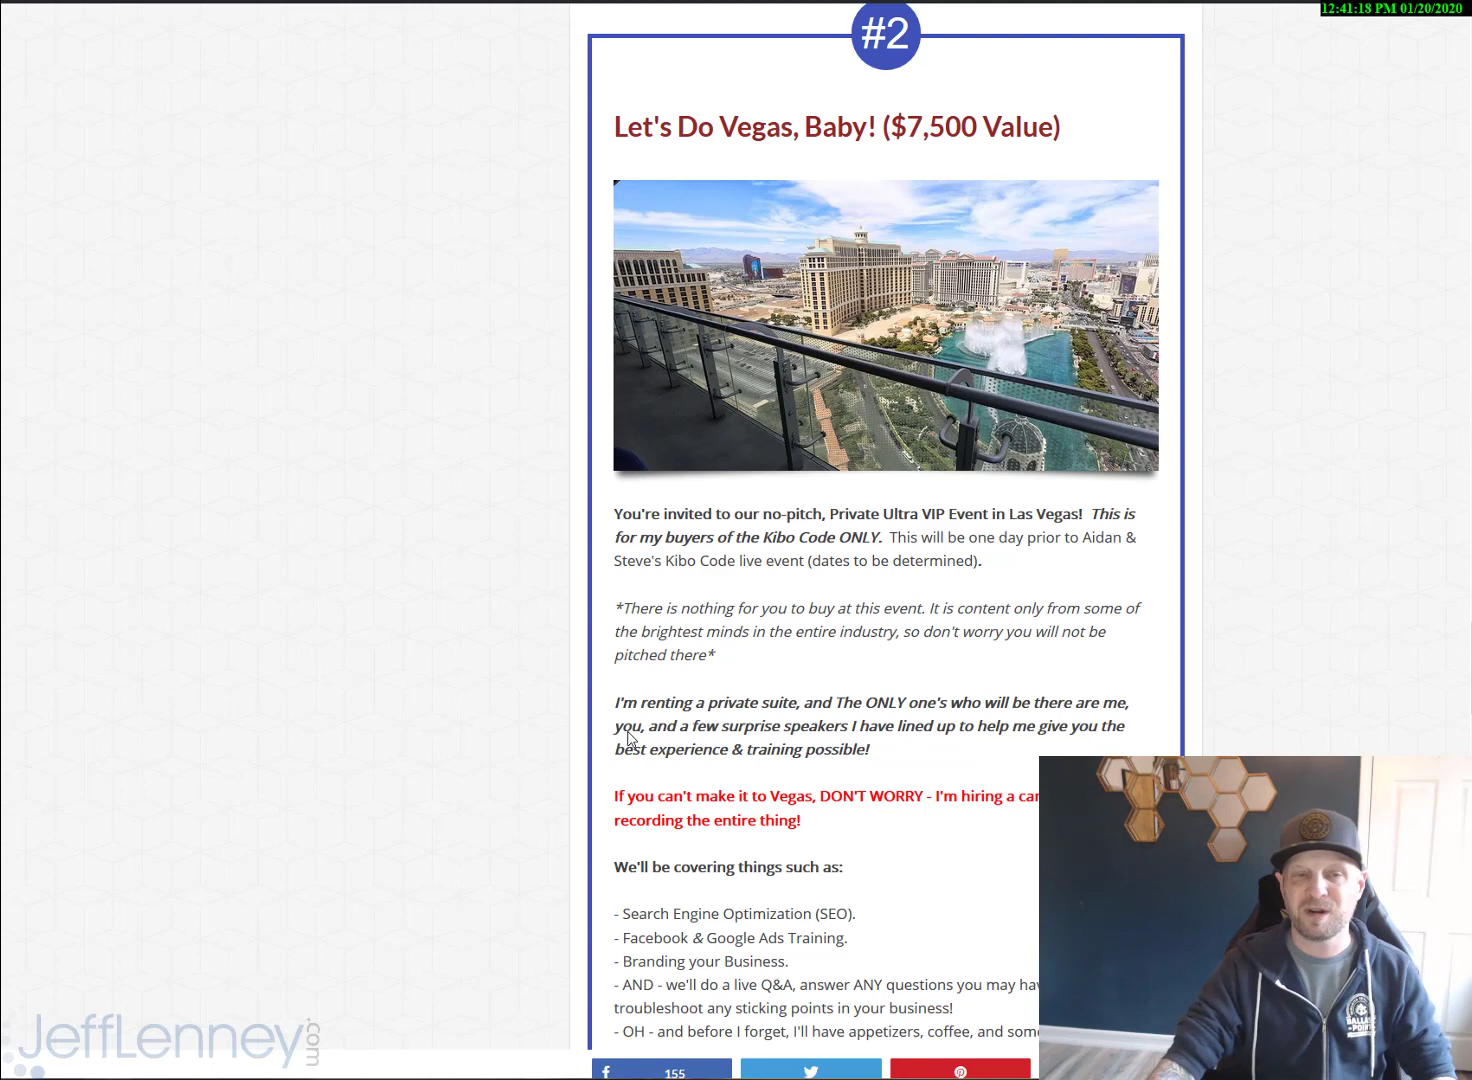 12:41:18 PM 01/20/2020
#2
Let's Do Vegas, Baby! ($7,500 Value)
You're invited to our no-pitch, Private Ultra VIP Event in Las Vegas! This is
for my buyers of the Kibo Code ONLY. This will be one day prior to Aidan &
Steve's Kibo Code live event (dates to be determined).
*There is nothing for you to buy at this event. It is content only from some of
the brightest minds in the entire industry, so don't worry you will not be
pitched there*
I'm renting a private suite, and The ONLY one's who will be there are me,
you, and a few surprise speakers I have lined up to help me give you the
best experience & training possible!
If you can't make it to Vegas, DON'T WORRY - I'm hiring a
recording the entire thing!
We'll be covering things such as:
- Search Engine Optimization (SEO).
- Facebook & Google Ads Training.
- Branding your Business.
- AND - we'll do a live Q&A, answer ANY questions you may
troubleshoot any sticking points in your business!
- OH - and before I forget, I'll have appetizers, coffee, and
BALLAST
POINT
JeffLenney.com
155